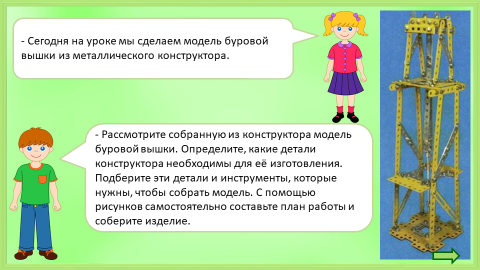 - Сегодня на уроке мы сделаем модель буровой
вышки из металлического конструктора.
- Рассмотрите собранную из конструктора модель
буровой вышки. Определите, какие детали
конструктора необходимы для её изготовления.
Подберите эти детали и инструменты, которые
нужны, чтобы собрать модель. С помощью
рисунков самостоятельно составьте план работы и
соберите изделие.